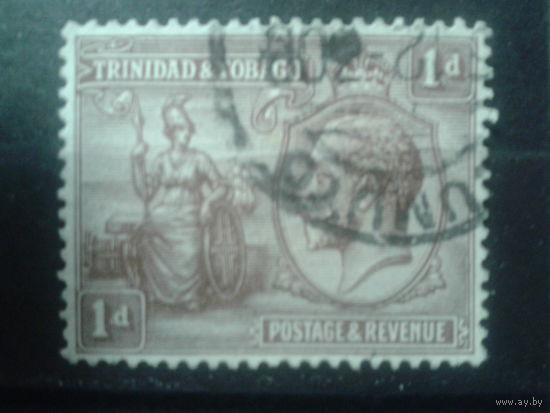 TRINIDAD & TOBAGO
1d
1d
POSTAGE & REVENUE
www.ay.by